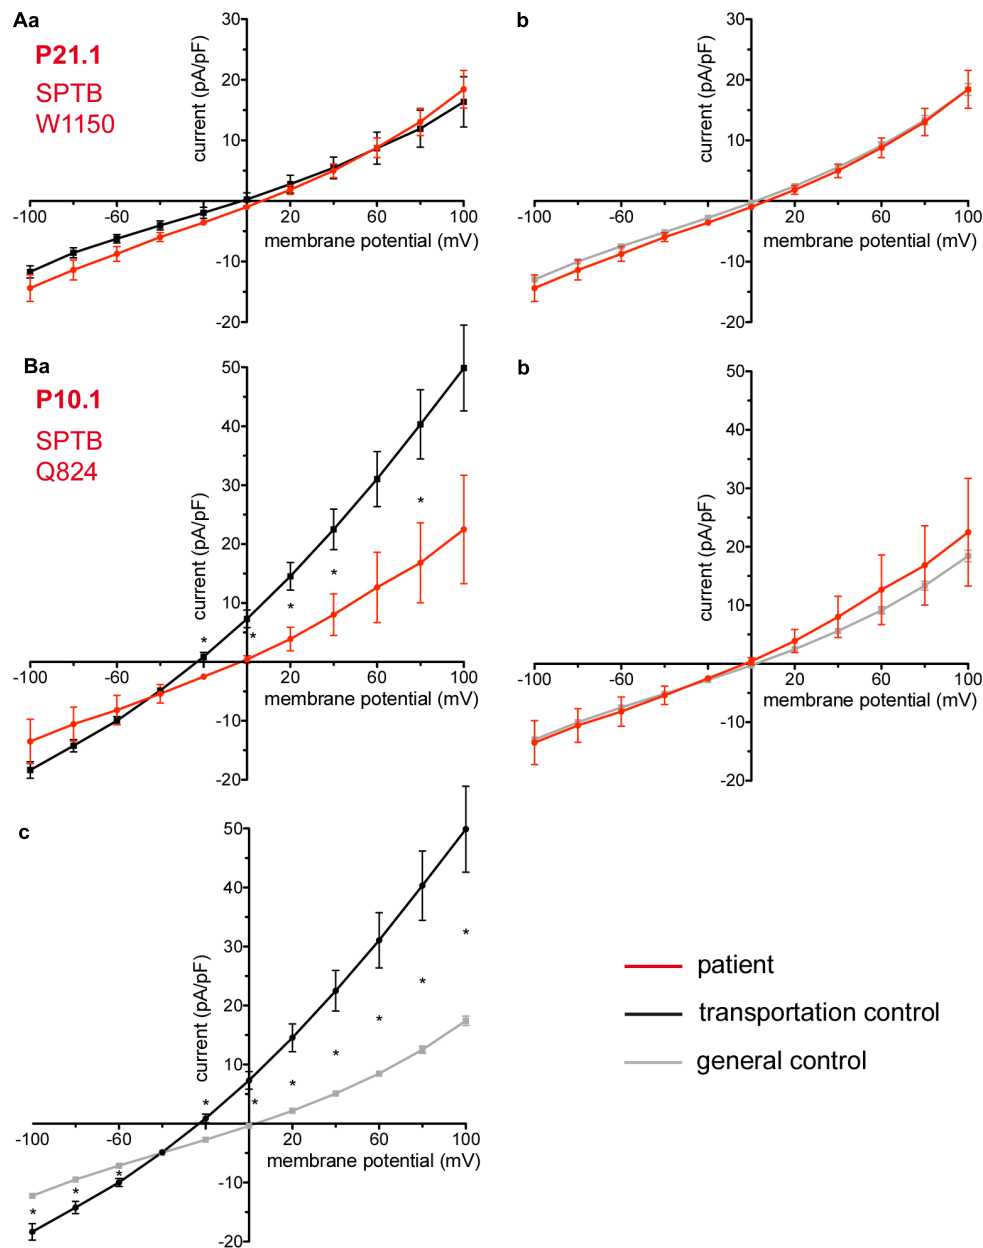 Aa
P21.1
SPTB
W1150
current (pA/pF)
30
20
10
-10
-20
-100
-60
20
60
100
membrane potential (mV)
b
current (pA/pF)
30
20
10
-10
-20
-100
-60
20
60
100
membrane potential (mV)
Ba
P10.1
SPTB
Q824
current (pA/pF)
50
40
30
20
10
-10
-20
-100
-60
20
60
100
membrane potential (mV)
*
*
*
*
*
b
current (pA/pF)
50
40
30
20
10
-10
-20
-100
-60
20
60
100
membrane potential (mV)
c
current (pA/pF)
50
40
30
20
10
-10
-20
-100
-60
20
60
100
membrane potential (mV)
*
*
*
*
*
*
*
*
*
*
patient
transportation control
general control